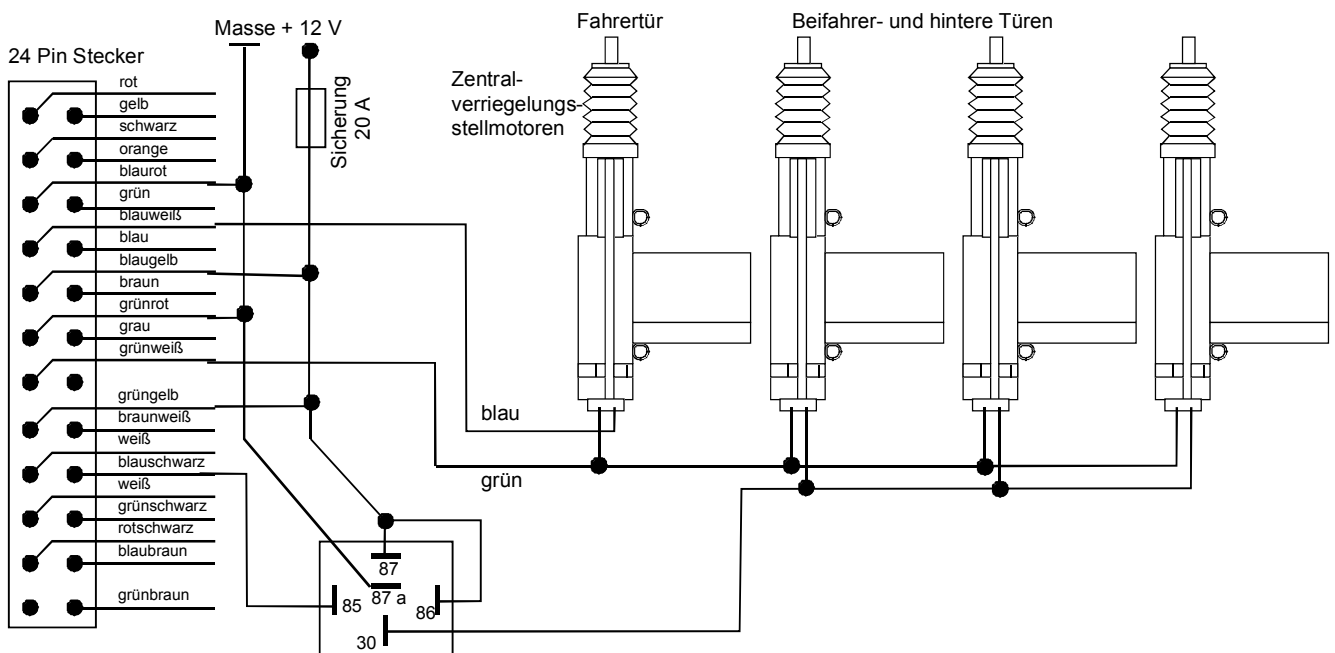 Masse + 12 V
Fahrertür
Beifahrer- und hintere Türen
24 Pin Stecker
Zentral-
verriegelungs-
stellmotoren
Sicherung
20 A
rot
gelb
schwarz
orange
blaurot
grün
blauweiß
blau
blaugelb
braun
grünrot
grau
grünweiß
grüngelb
braunweiß
weiß
blauschwarz
weiß
grünschwarz
rotschwarz
blaubraun
grünbraun
blau
grün
87
87 a
85
86
30